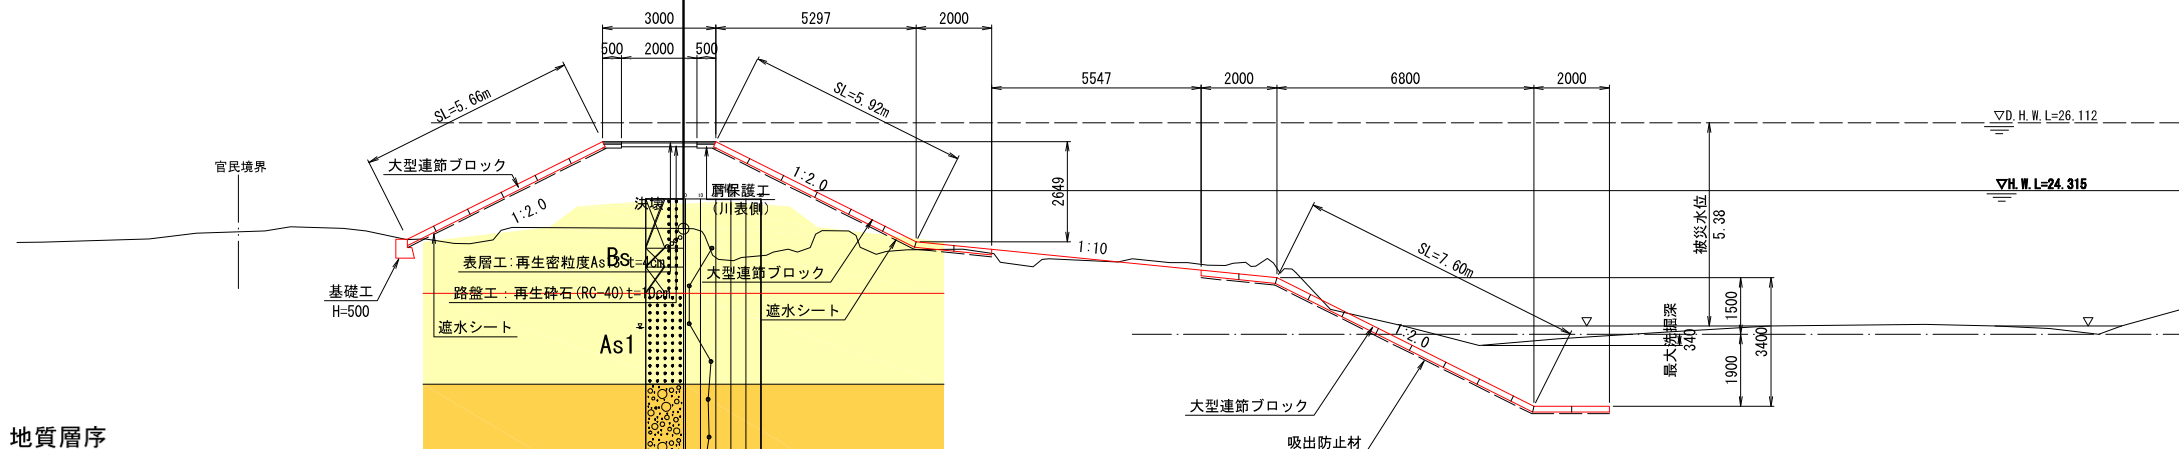 3000
5297
2000
500
2000
500
5547
2000
6800
2000
SL=5.66m
SL=5.92m
▽D.H.W.L=26.112
官民境界
大型連節ブロック
1:2.0
2649
▽H.W.L=24.315
決壊
肩保護工
(川表側)
1:2.0
被災水位
5.38
1:10
SL=7.60m
Bs
表層工:再生密粒度As13 t=4cm
大型連節ブロック
基礎工
H=500
路盤工:再生砕石(RC-40)t=10cm
遮水シート
遮水シート
1500
3400
最大洗掘深
340
As1
1:2.0
1900
大型連節ブロック
地質層序
吸出防止材